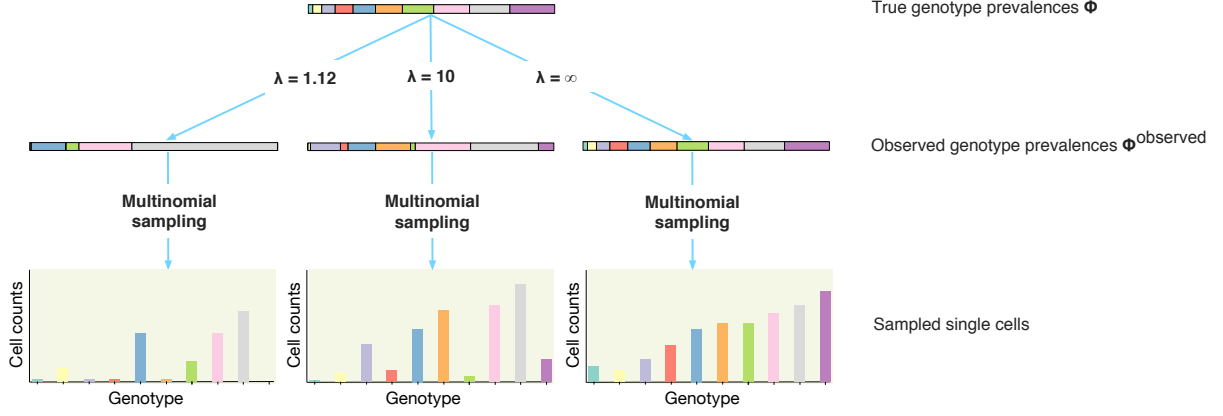 True genotype prevalences Φ
λ = 1.12
λ = 10
λ = ∞
Observed genotype prevalences Φobserved
Multinomial
sampling
Multinomial
sampling
Multinomial
sampling
Cell counts
Genotype
Cell counts
Genotype
Cell counts
Genotype
Sampled single cells